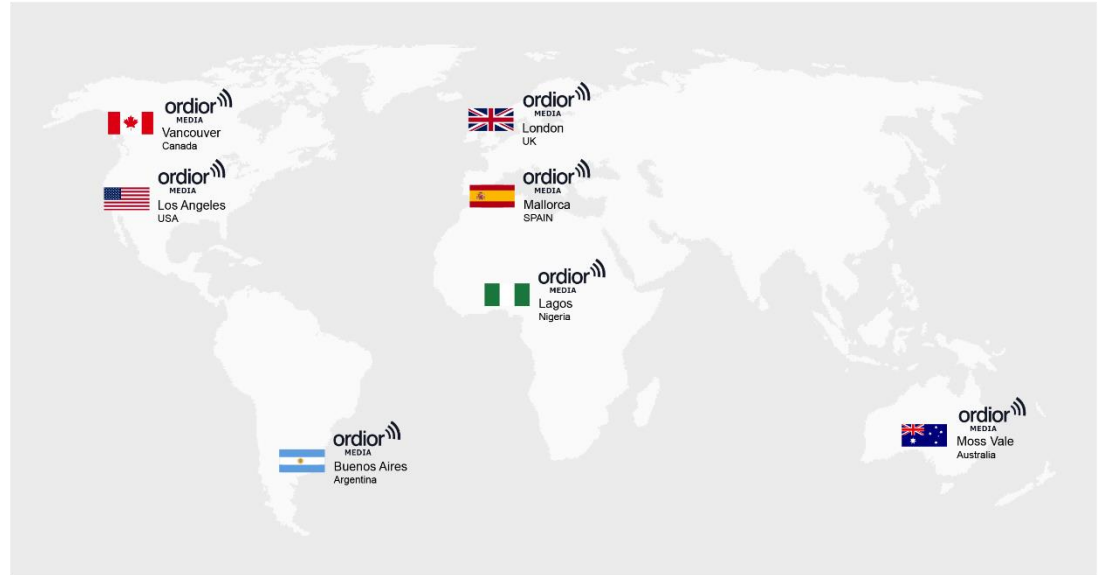 ordior
MEDIA
Vancouver
Canada
ordior
MEDIA
Los Angeles
USA
ordior
MEDIA
London
UK
ordior
MEDIA
Mallorca
SPAIN
ordior
MEDIA
Lagos
Nigeria
ordior
MEDIA
Buenos Aires
Argentina
ordior
MEDIA
Moss Vale
Australia